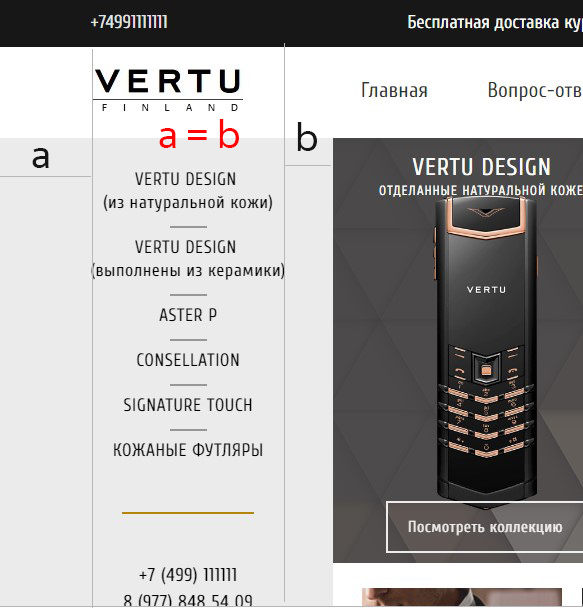 +74991111111
Бесплатная доставка
VERTU
FINLAND
Главная
Вопрос-отв
a = b
a
b
VERTU DESIGN
(из натуральной кожи)
VERTU DESIGN
(выполнены из керамики)
ASTER P
CONSELLATION
SIGNATURE TOUCH
КОЖАНЫЕ ФУТЛЯРЫ
+7 (499) 111111
8 (977) 848 54 09
VERTU DESIGN
ОТДЕЛАННЫЕ НАТУРАЛЬНОЙ КОЖЕ
VERTU
Посмотреть коллекцию